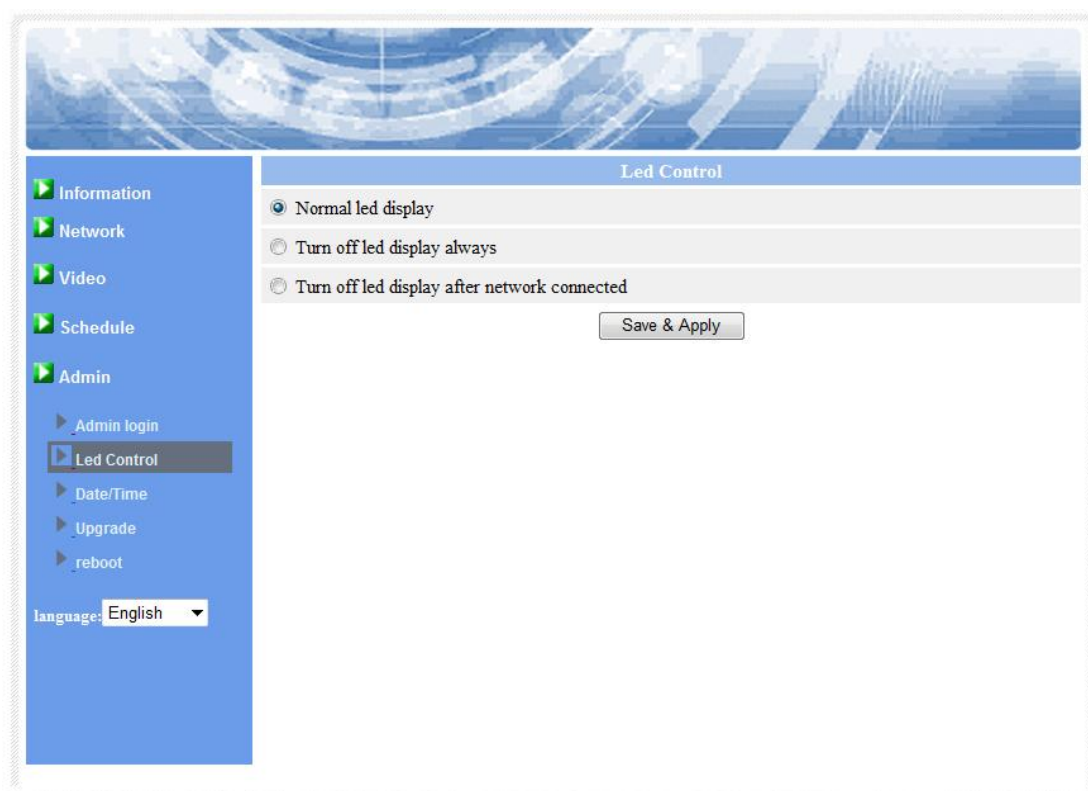 Information
Network
Video
Schedule
Admin
Admin login
Led Control
Date/Time
Upgrade
reboot
language: English
Led Control
Normal led display
Turn off led display always
Turn off led display after network connected
Save & Apply